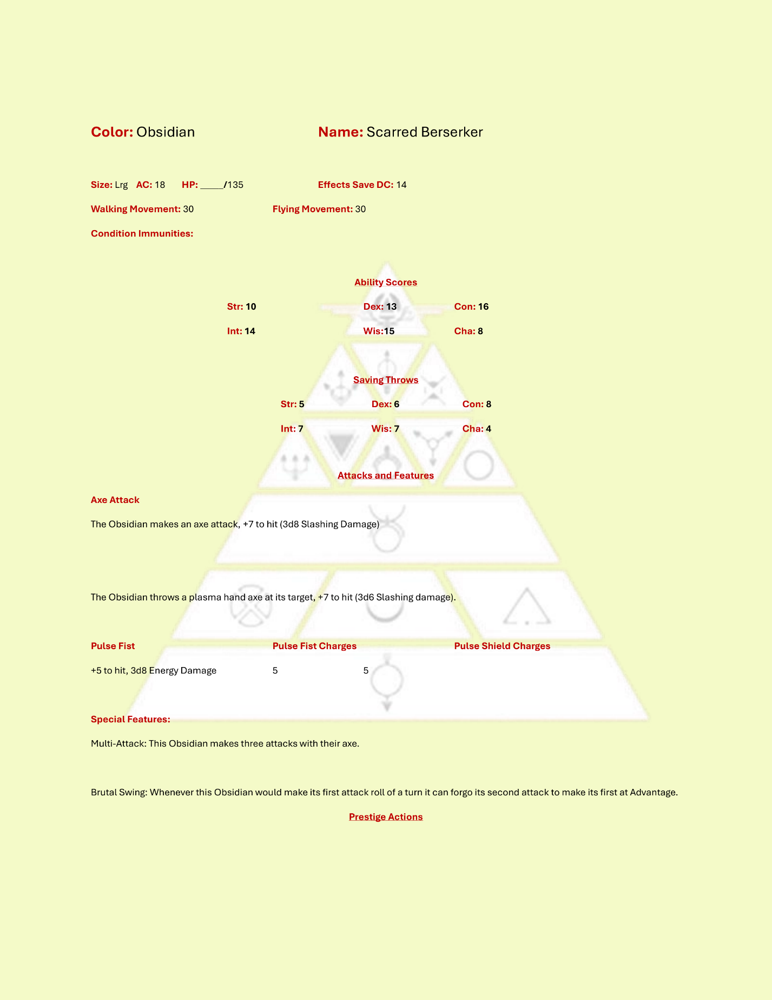 Color: Obsidian Name: Scarred Berserker
Size: Lrg AC: 18 HP: _____/135 Effects Save DC: 14
Walking Movement: 30 Flying Movement: 30
Condition Immunities:
Ability Scores
Str: 10 Dex: 13 Con: 16
Int: 14 Wis:15 Cha: 8
Saving Throws
Str: 5 Dex: 6 Con: 8
Int: 7 Wis: 7 Cha: 4
Attacks and Features
Axe Attack
The Obsidian makes an axe attack, +7 to hit (3d8 Slashing Damage)
The Obsidian throws a plasma hand axe at its target, +7 to hit (3d6 Slashing damage).
Pulse Fist Pulse Fist Charges Pulse Shield Charges
+5 to hit, 3d8 Energy Damage 5 5
Special Features:
Multi-Attack: This Obsidian makes three attacks with their axe.
Brutal Swing: Whenever this Obsidian would make its first attack roll of a turn it can forgo its second attack to make its first at Advantage.
Prestige Actions